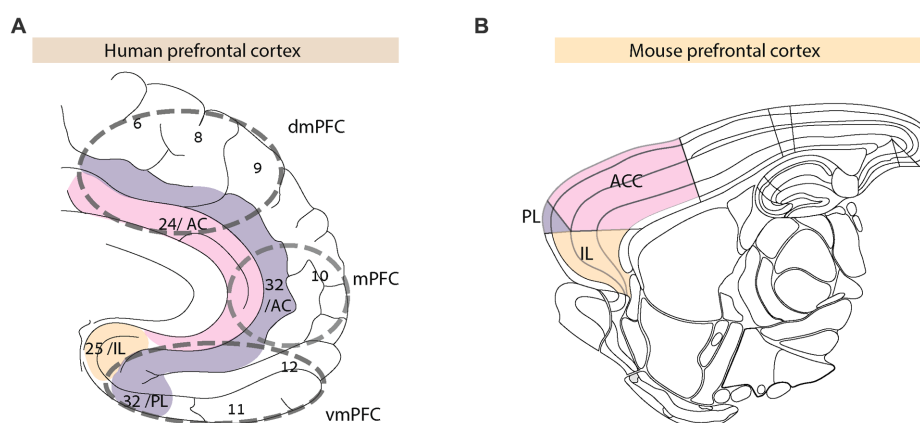 A
Human prefrontal cortex
6
8
dmPFC
9
24/ AC
10
mPFC
32
/AC
25 /IL
12
32 /PL
11
vmPFC
B
Mouse prefrontal cortex
ACC
PL
IL